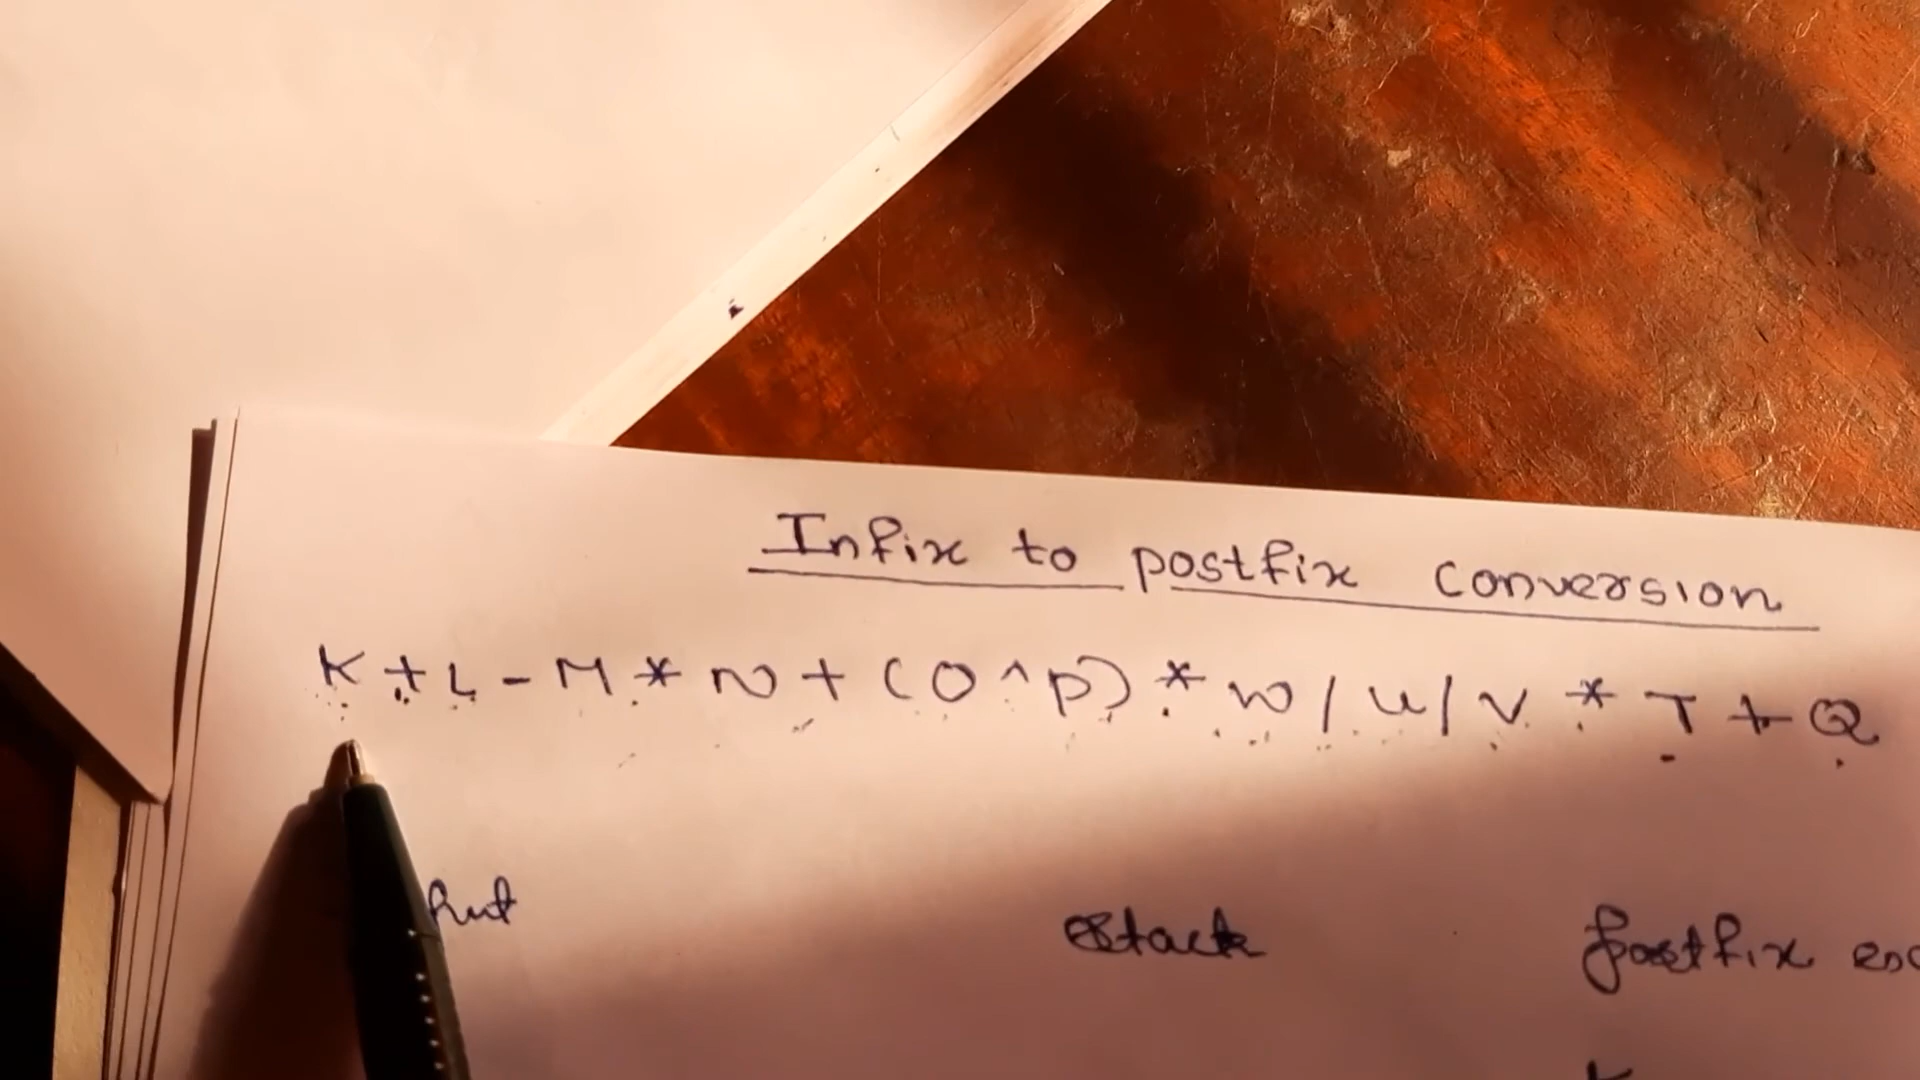 Infix to postfix conversion
K + L - M * N + (O ^ P) * W / U / V * T + Q
stack postfix